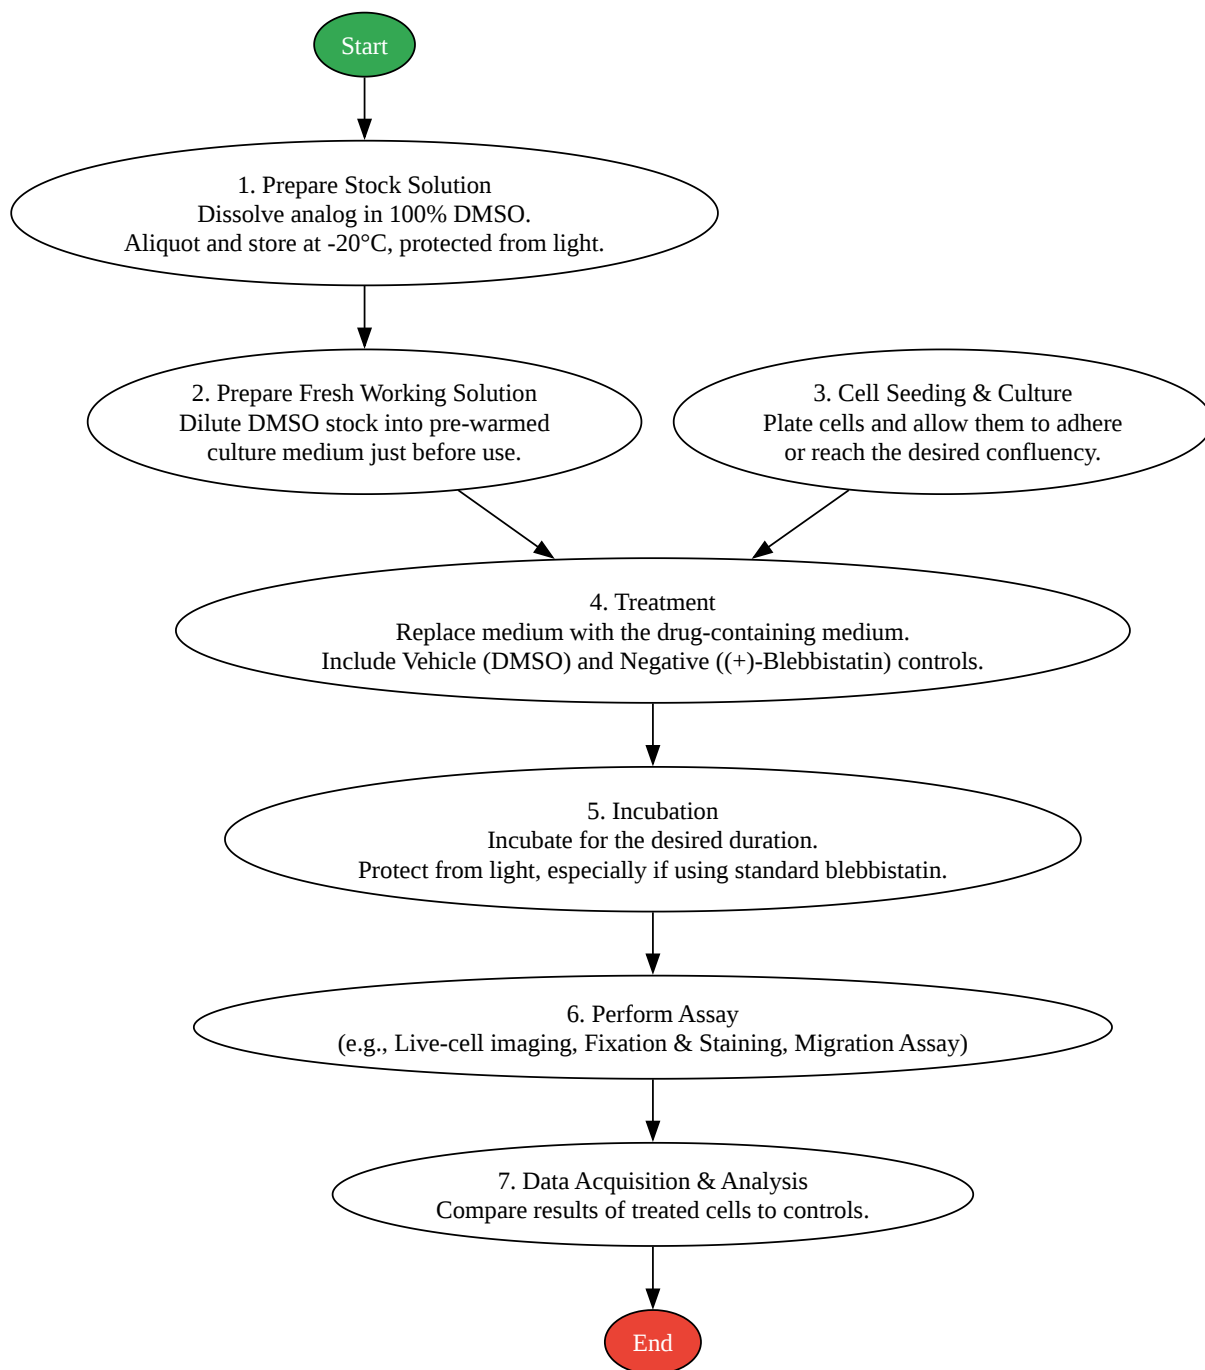 Start
1. Prepare Stock Solution
Dissolve analog in 100% DMSO.
Aliquot and store at -20°C, protected from light.
2. Prepare Fresh Working Solution
Dilute DMSO stock into pre-warmed
culture medium just before use.
3. Cell Seeding & Culture
Plate cells and allow them to adhere
or reach the desired confluency.
4. Treatment
Replace medium with the drug-containing medium.
Include Vehicle (DMSO) and Negative ((+)-Blebbistatin) controls.
5. Incubation
Incubate for the desired duration.
Protect from light, especially if using standard blebbistatin.
6. Perform Assay
(e.g., Live-cell imaging, Fixation & Staining, Migration Assay)
7. Data Acquisition & Analysis
Compare results of treated cells to controls.
End